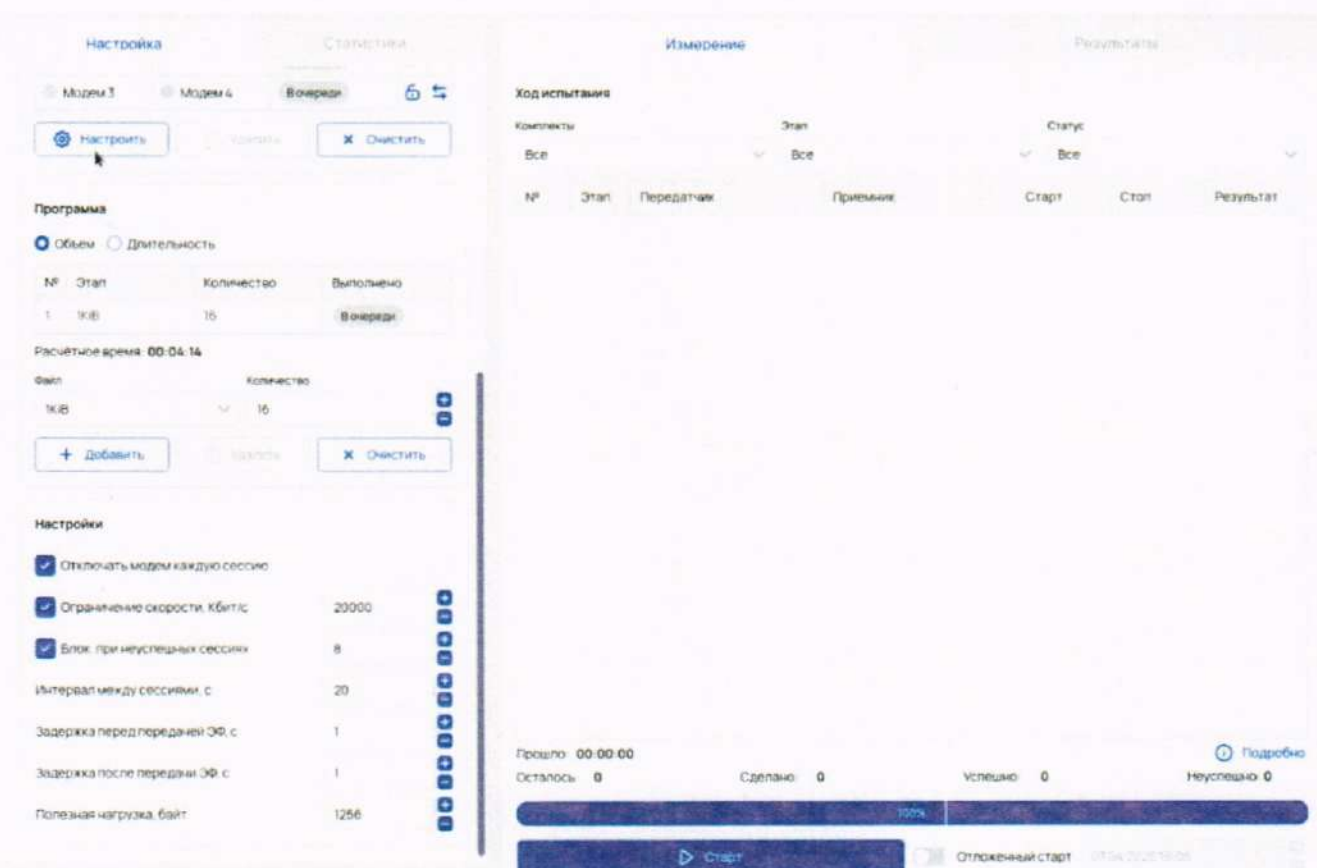 Настройка
Статистика
Модем 3 Модем 4 В очереди
Настроить Удалить Очистить
Программа
Объем Длительность
№ Этап Количество Выполнено
1 1KiB 16 В очереди
Расчётное время: 00:04:14
Файл Количество
1KiB 16
Добавить Удалить Очистить
Настройки
Отключать модем каждую сессию
Ограничение скорости, Кбит/с 20000
Блок. при неуспешных сессиях 8
Интервал между сессиями, с 20
Задержка перед передачей ЭФ, с 1
Задержка после передачи ЭФ, с 1
Полезная нагрузка, байт 1256
Измерение
Результаты
Ход испытания
Комплекты Этап Статус
Все Все Все
№ Этап Передатчик Приемник Старт Стоп Результат
Прошло: 00:00:00 Подробно
Осталось: 0 Сделано: 0 Успешно: 0 Неуспешно: 0
100%
Старт Отложенный старт